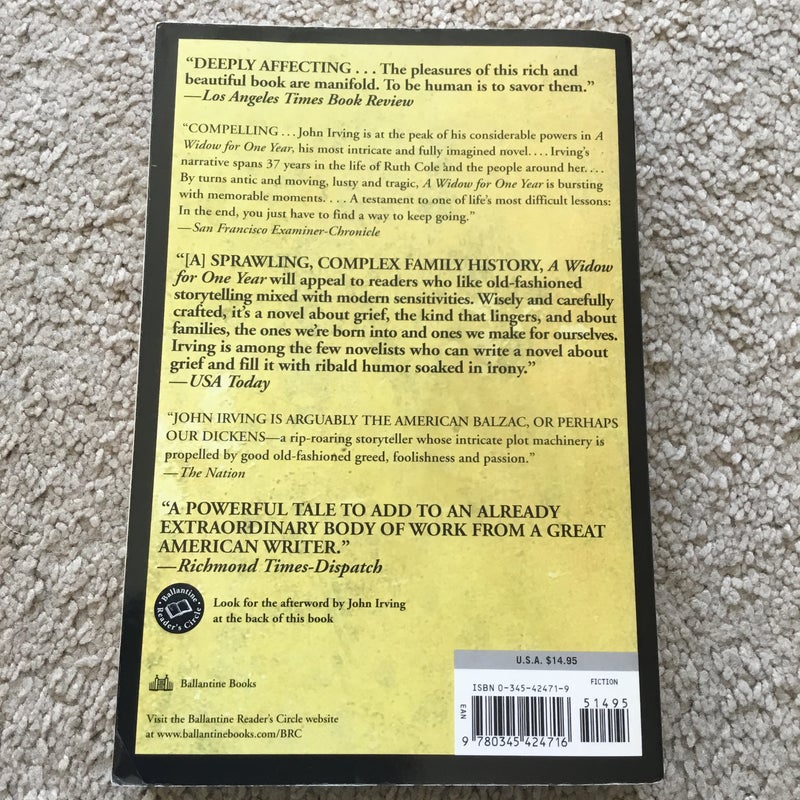 “DEEPLY AFFECTING . . . The pleasures of this rich and
beautiful book are manifold. To be human is to savor them.”
—Los Angeles Times Book Review
“COMPELLING . . . John Irving is at the peak of his considerable powers in A
Widow for One Year, his most intricate and fully imagined novel. . . . Irving’s
narrative spans 37 years in the life of Ruth Cole and the people around her. . . .
By turns antic and moving, lusty and tragic, A Widow for One Year is bursting
with memorable moments. . . . A testament to one of life’s most difficult lessons:
In the end, you just have to find a way to keep going.”
—San Francisco Examiner-Chronicle
“[A] SPRAWLING, COMPLEX FAMILY HISTORY, A Widow
for One Year will appeal to readers who like old-fashioned
storytelling mixed with modern sensitivities. Wisely and carefully
crafted, it’s a novel about grief, the kind that lingers, and about
families, the ones we’re born into and ones we make for ourselves.
Irving is among the few novelists who can write a novel about
grief and fill it with ribald humor soaked in irony.”
—USA Today
“JOHN IRVING IS ARGUABLY THE AMERICAN BALZAC, OR PERHAPS
OUR DICKENS—a rip-roaring storyteller whose intricate plot machinery is
propelled by good old-fashioned greed, foolishness and passion.”
—The Nation
“A POWERFUL TALE TO ADD TO AN ALREADY
EXTRAORDINARY BODY OF WORK FROM A GREAT
AMERICAN WRITER.”
—Richmond Times-Dispatch
• Ballantine •
Reader’s Circle
Look for the afterword by John Irving
at the back of this book
Ballantine Books
Visit the Ballantine Reader’s Circle website
at www.ballantinebooks.com/BRC
U.S.A. $14.95
ISBN 0-345-42471-9
FICTION
51495
EAN
9 780345 424716